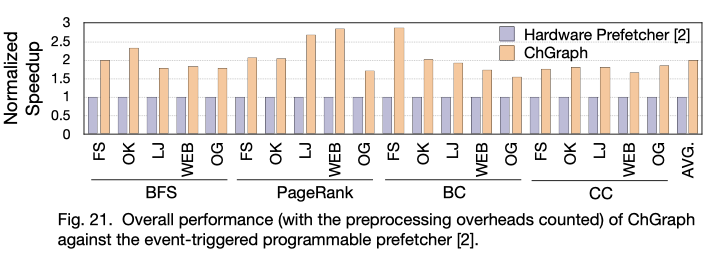 Normalized
Speedup
3
2.5
2
1.5
1
0.5
0
Hardware Prefetcher [2]
ChGraph
FS OK LJ WEB OG FS OK LJ WEB OG FS OK LJ WEB OG FS OK LJ WEB OG AVG.
BFS PageRank BC CC
Fig. 21. Overall performance (with the preprocessing overheads counted) of ChGraph
against the event-triggered programmable prefetcher [2].